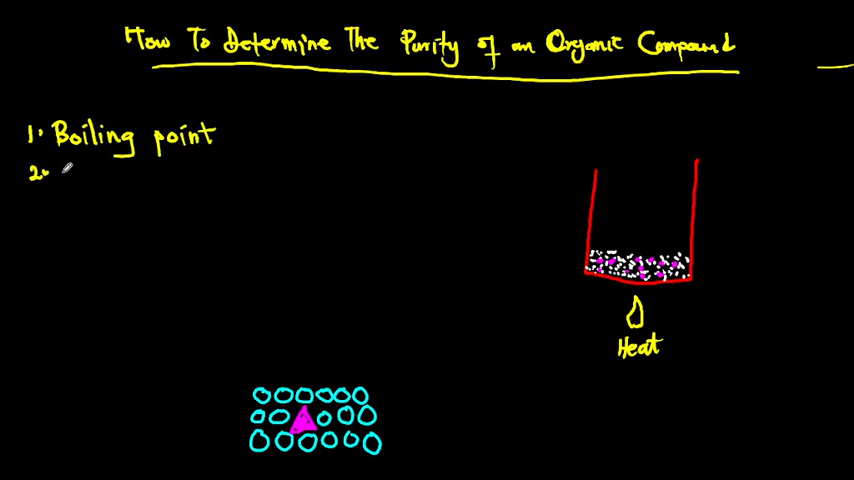 How To Determine The Purity of an Organic Compound
1. Boiling point
2.
Heat